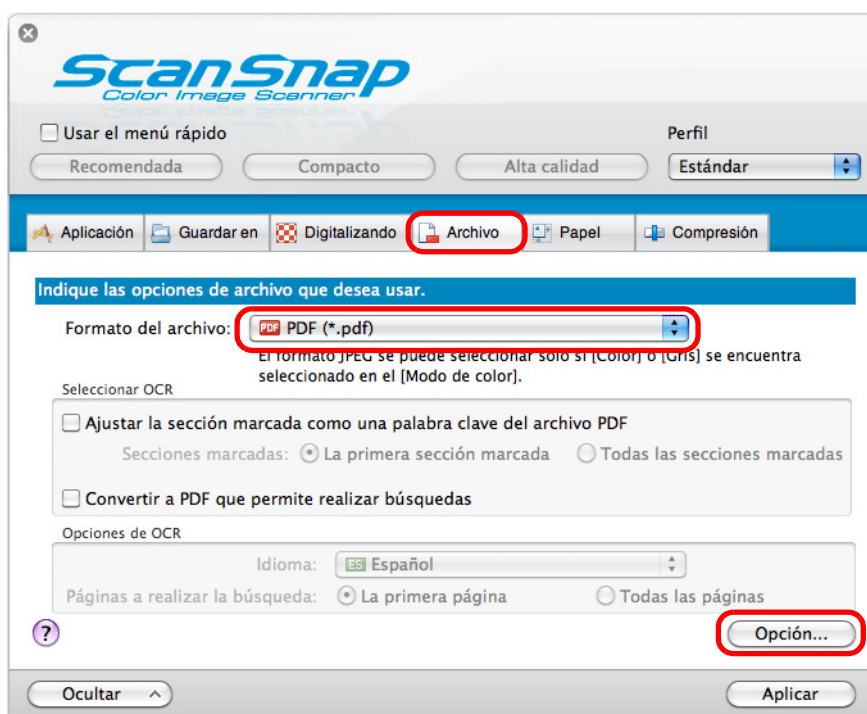 ScanSnap
Color Image Scanner
Usar el menú rápido
Perfil
Recomendada Compacto Alta calidad Estándar
Aplicación Guardar en Digitalizando Archivo Papel Compresión
Indique las opciones de archivo que desea usar.
Formato del archivo: PDF PDF (*.pdf)
El formato JPEG se puede seleccionar sólo si [Color] o [Gris] se encuentra
seleccionado en el [Modo de color].
Seleccionar OCR
Ajustar la sección marcada como una palabra clave del archivo PDF
Secciones marcadas: La primera sección marcada Todas las secciones marcadas
Convertir a PDF que permite realizar búsquedas
Opciones de OCR
Idioma: ES Español
Páginas a realizar la búsqueda: La primera página Todas las páginas
? Opción...
Ocultar Aplicar